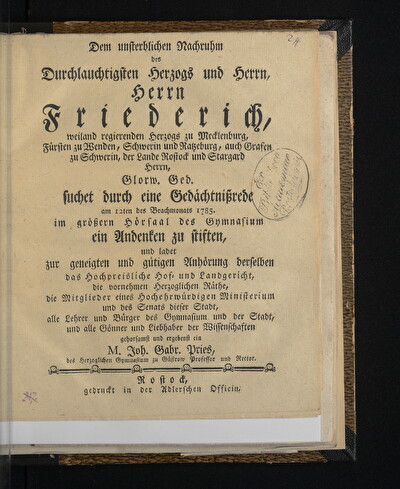 24
Dem unsterblichen Nachruhm
des
Durchlauchtigsten Herzogs und Herrn,
Herrn
Friederich,
weiland regierenden Herzogs zu Mecklenburg,
Fürsten zu Wenden, Schwerin und Ratzeburg, auch Grafen
zu Schwerin, der Lande Rostock und Stargard
Herrn,
Glorw. Ged.
suchet durch eine Gedächtnißrede
am 12ten des Brachmonats 1785.
im größern Hörsaal des Gymnasium
ein Andenken zu stiften,
und ladet
zur geneigten und gütigen Anhörung derselben
das Hochpreisliche Hof- und Landgericht,
die vornehmen Herzoglichen Räthe,
die Mitglieder eines Hochehrwürdigen Ministerium
und des Senats dieser Stadt,
alle Lehrer und Bürger des Gymnasium und der Stadt,
und alle Gönner und Liebhaber der Wissenschaften
gehorsamst und ergebenst ein
M. Joh. Gabr. Pries,
des Herzoglichen Gymnasium zu Güstrow Professor und Rector.
Rostock,
gedruckt in der Adlerschen Officin.